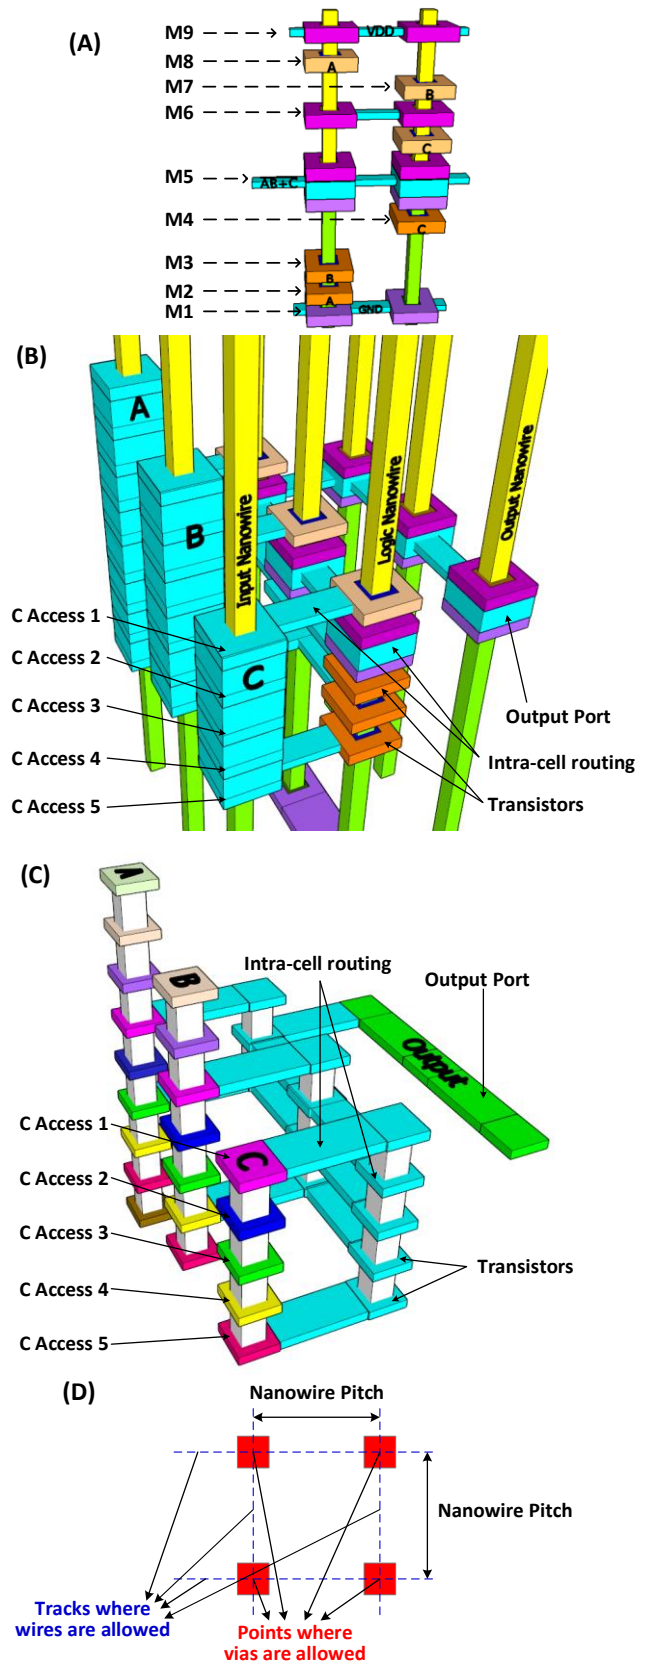 (A)
M9
VDD
M8
A
M7
B
M6
C
M5
AB+C
M4
C
M3
B
M2
A
M1
GND
(B)
A
B
Input Nanowire
Logic Nanowire
Output Nanowire
C Access 1
C
C Access 2
C Access 3
Output Port
C Access 4
Intra-cell routing
C Access 5
Transistors
(C)
A
Intra-cell routing
B
Output Port
Output
C Access 1
C
C Access 2
C Access 3
Transistors
C Access 4
C Access 5
(D)
Nanowire Pitch
Nanowire Pitch
Tracks where
wires are allowed
Points where
vias are allowed